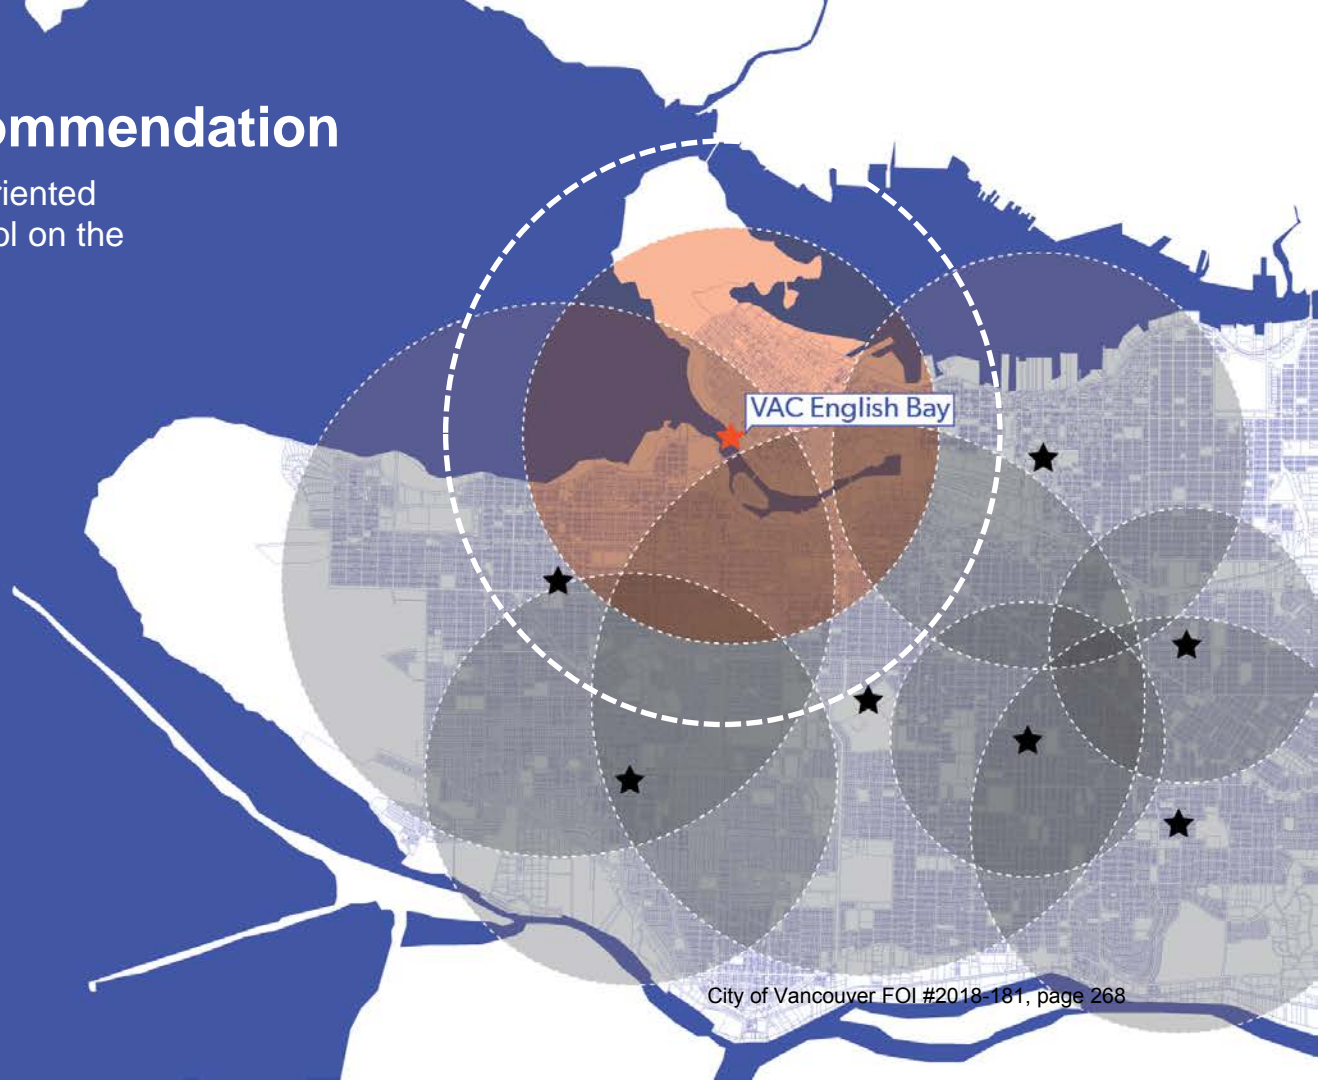 ommendation
riented
ol on the
VAC English Bay
City of Vancouver FOI #2018-181, page 268